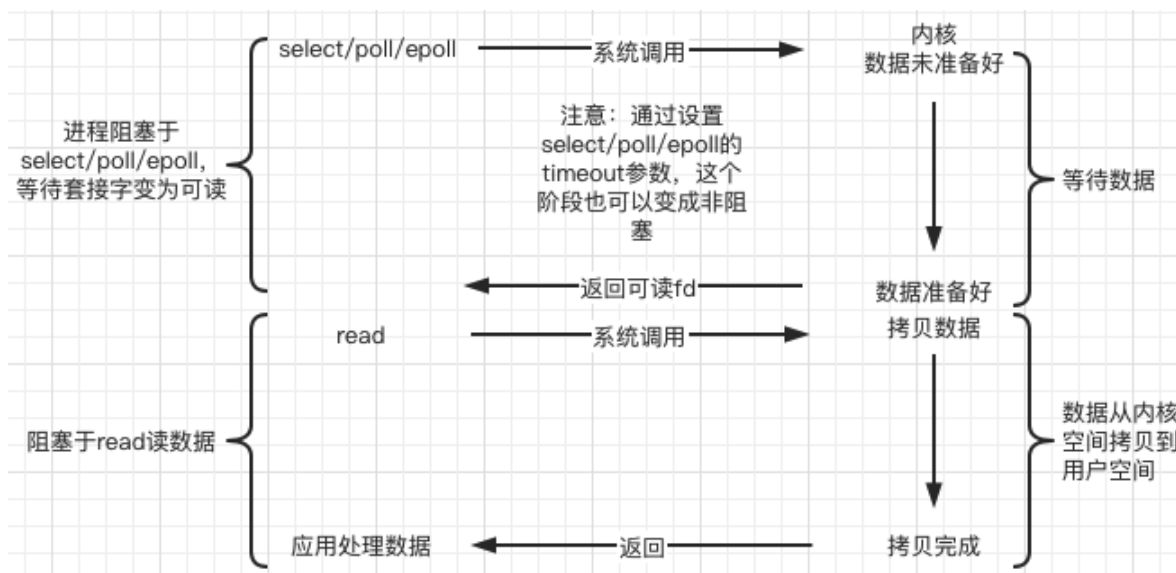 select/poll/epoll
系统调用
内核
数据未准备好
进程阻塞于
select/poll/epoll，
等待套接字变为可读
注意：通过设置
select/poll/epoll的
timeout参数，这个
阶段也可以变成非阻
塞
等待数据
返回可读fd
数据准备好
read
系统调用
拷贝数据
阻塞于read读数据
数据从内核
空间拷贝到
用户空间
应用处理数据
返回
拷贝完成